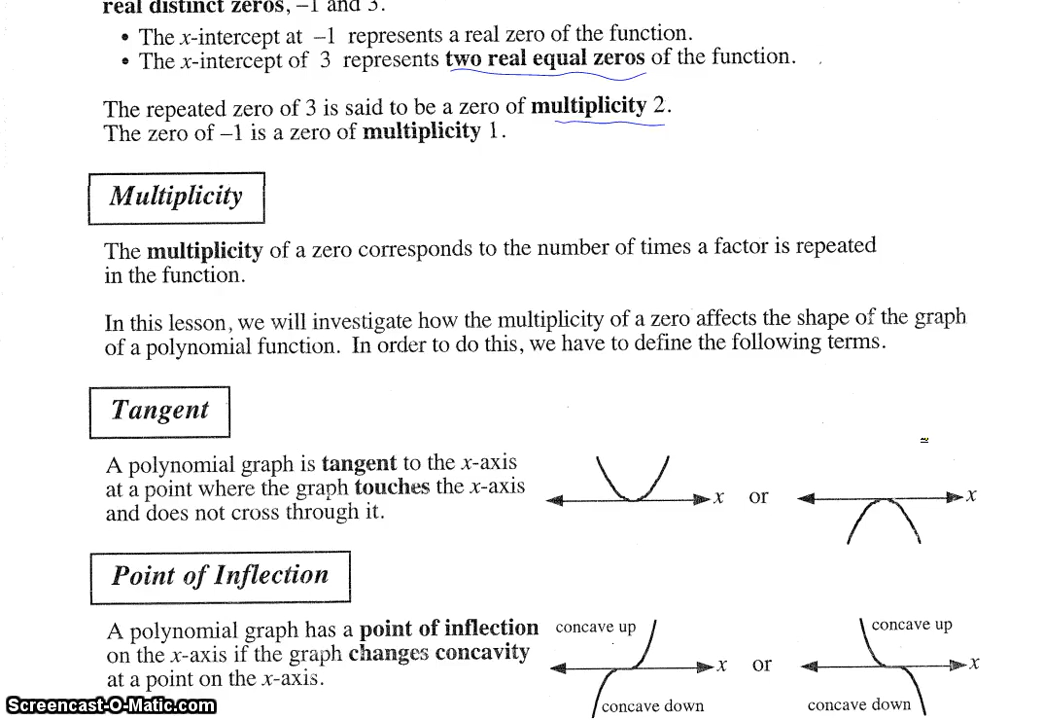 real distinct zeros, –1 and 3.
• The x-intercept at –1 represents a real zero of the function.
• The x-intercept of 3 represents two real equal zeros of the function.
The repeated zero of 3 is said to be a zero of multiplicity 2.
The zero of –1 is a zero of multiplicity 1.
Multiplicity
The multiplicity of a zero corresponds to the number of times a factor is repeated
in the function.
In this lesson, we will investigate how the multiplicity of a zero affects the shape of the graph
of a polynomial function. In order to do this, we have to define the following terms.
Tangent
A polynomial graph is tangent to the x-axis
at a point where the graph touches the x-axis
and does not cross through it.
x or x
Point of Inflection
A polynomial graph has a point of inflection
on the x-axis if the graph changes concavity
at a point on the x-axis.
concave up concave up
x or x
concave down concave down
Screencast-O-Matic.com